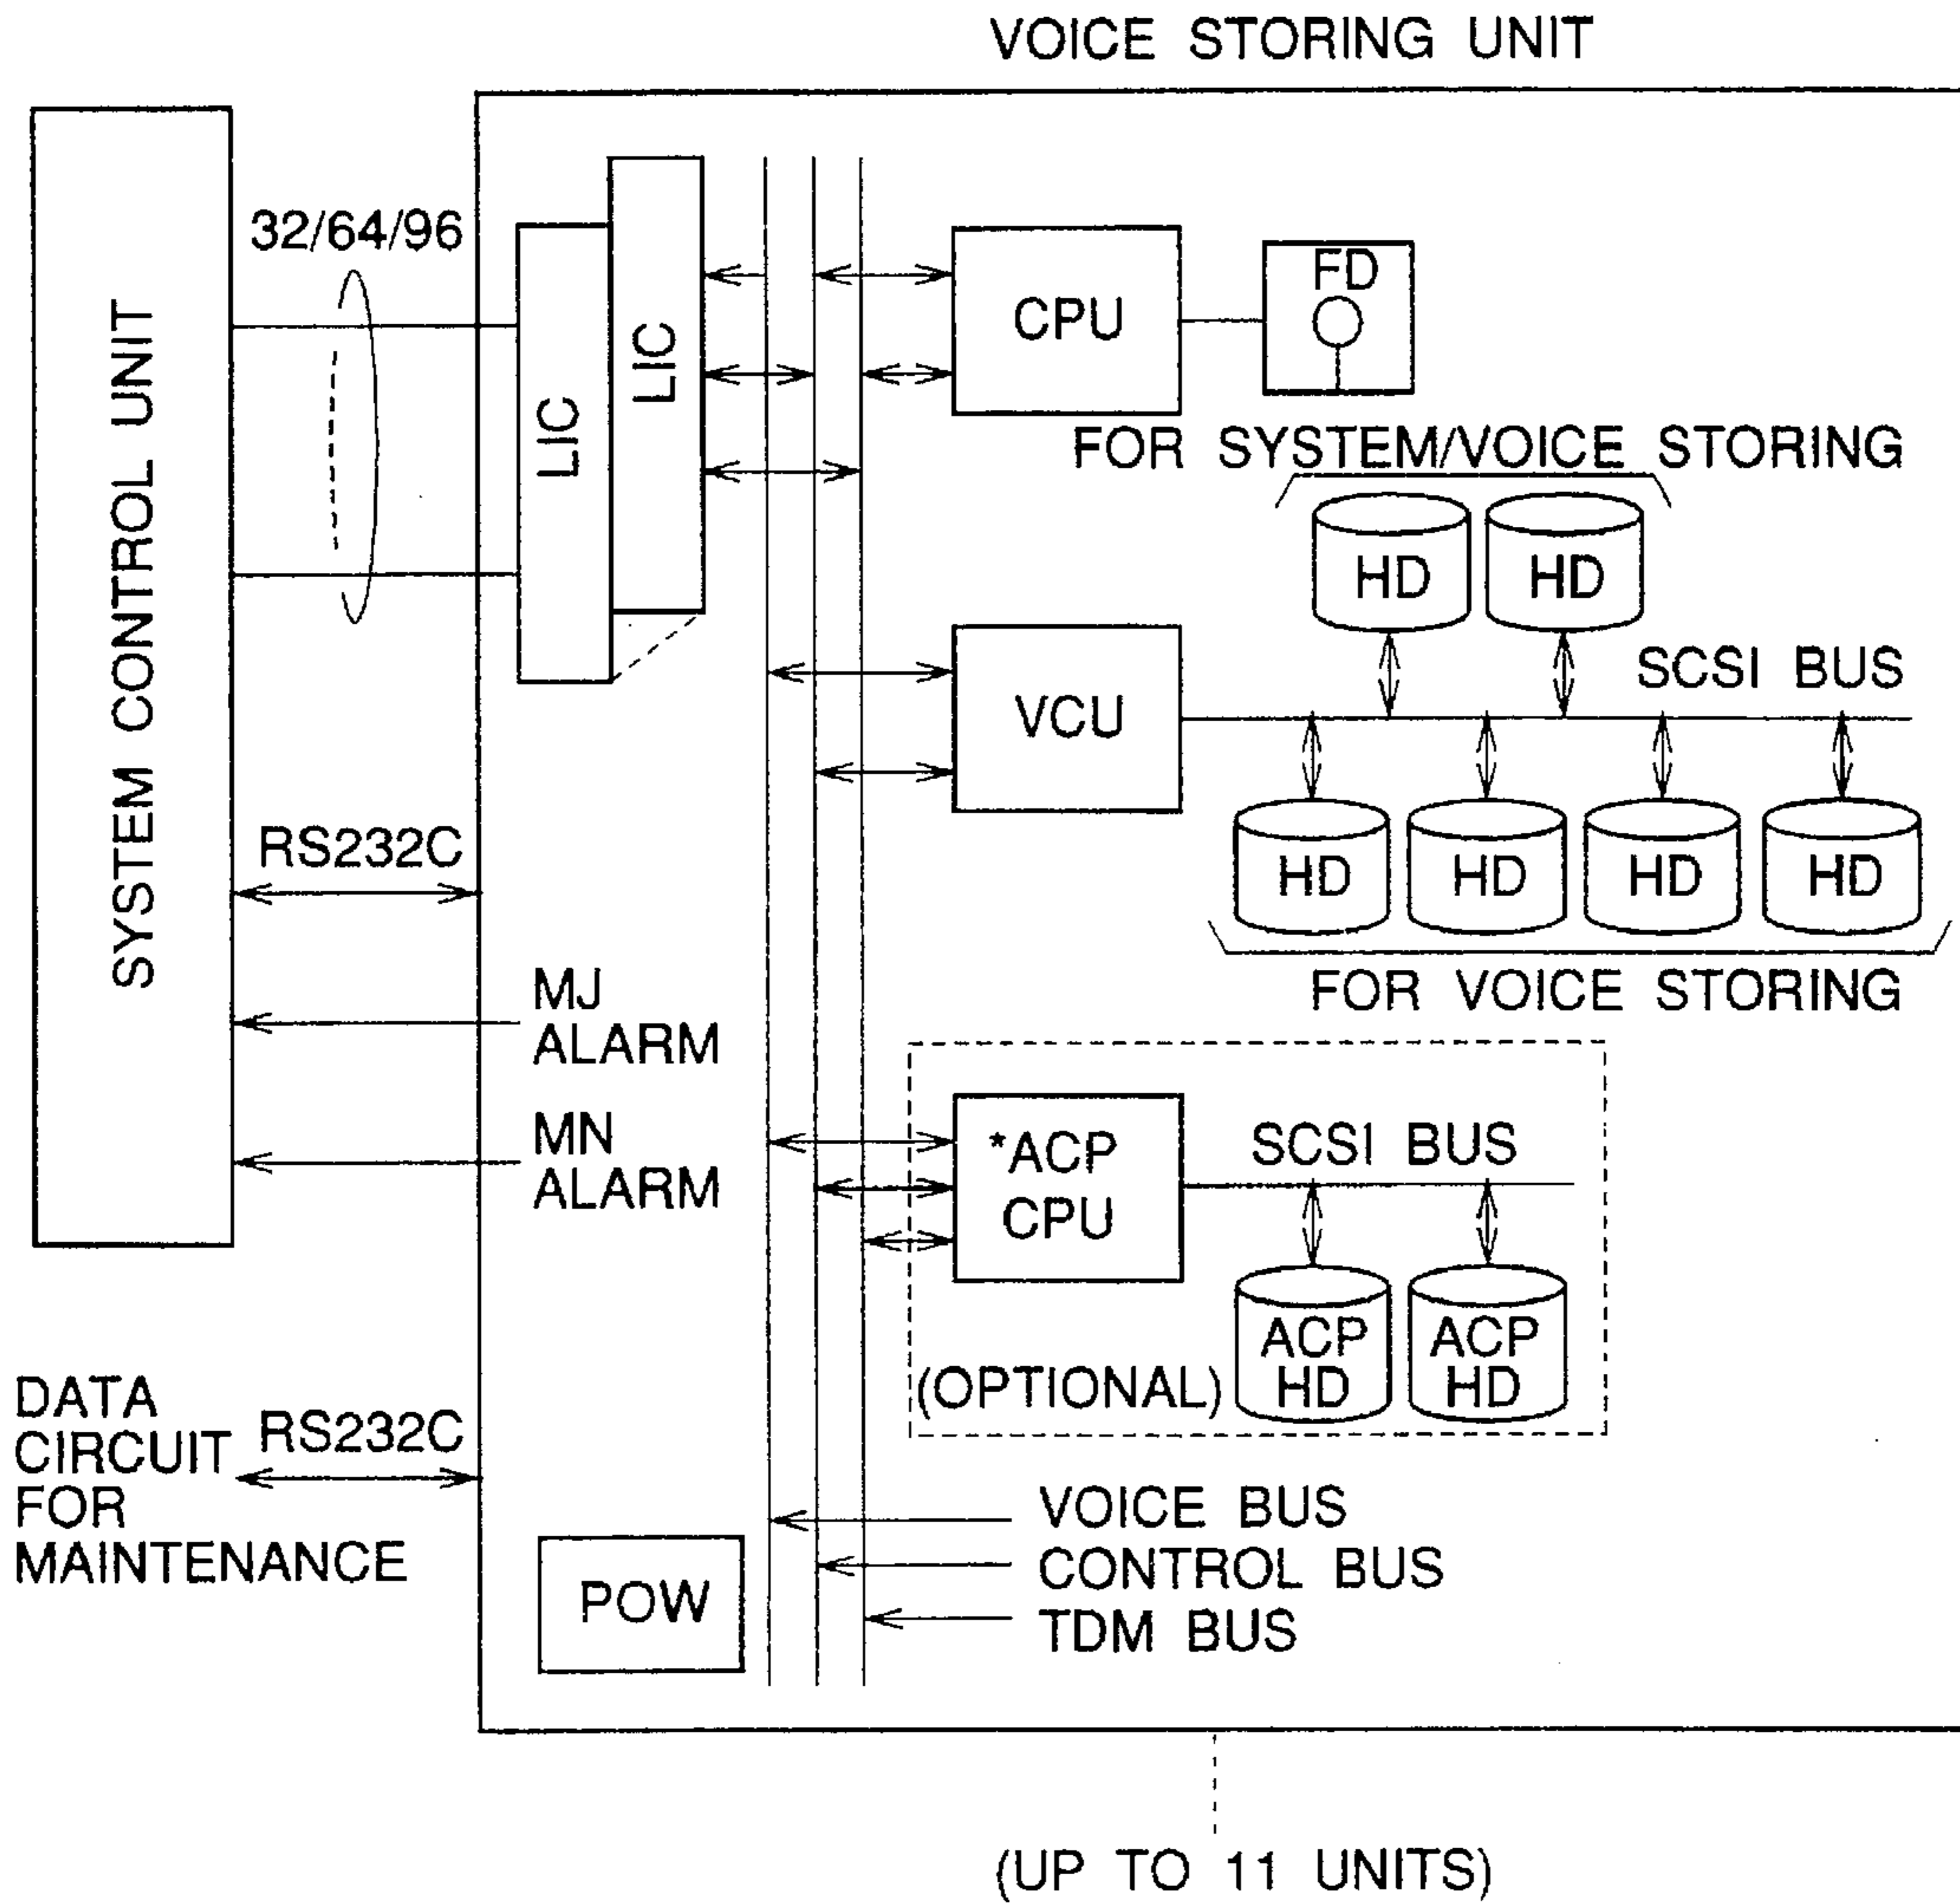 VOICE STORING UNIT
SYSTEM CONTROL UNIT
32/64/96
LIC
LIC
CPU
FD
FOR SYSTEM/VOICE STORING
HD
HD
SCSI BUS
VCU
HD
HD
HD
HD
FOR VOICE STORING
RS232C
MJ
ALARM
MN
ALARM
*ACP
CPU
SCSI BUS
ACP
HD
ACP
HD
(OPTIONAL)
DATA
CIRCUIT
FOR
MAINTENANCE
RS232C
POW
VOICE BUS
CONTROL BUS
TDM BUS
(UP TO 11 UNITS)